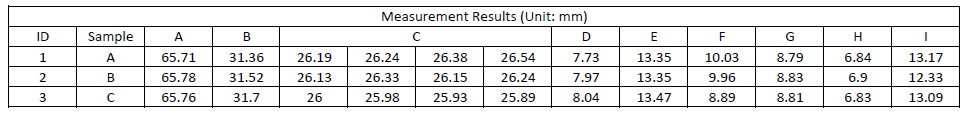 Measurement Results (Unit: mm)
ID Sample A B C D E F G H I
1 A 65.71 31.36 26.19 26.24 26.38 26.54 7.73 13.35 10.03 8.79 6.84 13.17
2 B 65.78 31.52 26.13 26.33 26.15 26.24 7.97 13.35 9.96 8.83 6.9 12.33
3 C 65.76 31.7 26 25.98 25.93 25.89 8.04 13.47 8.89 8.81 6.83 13.09